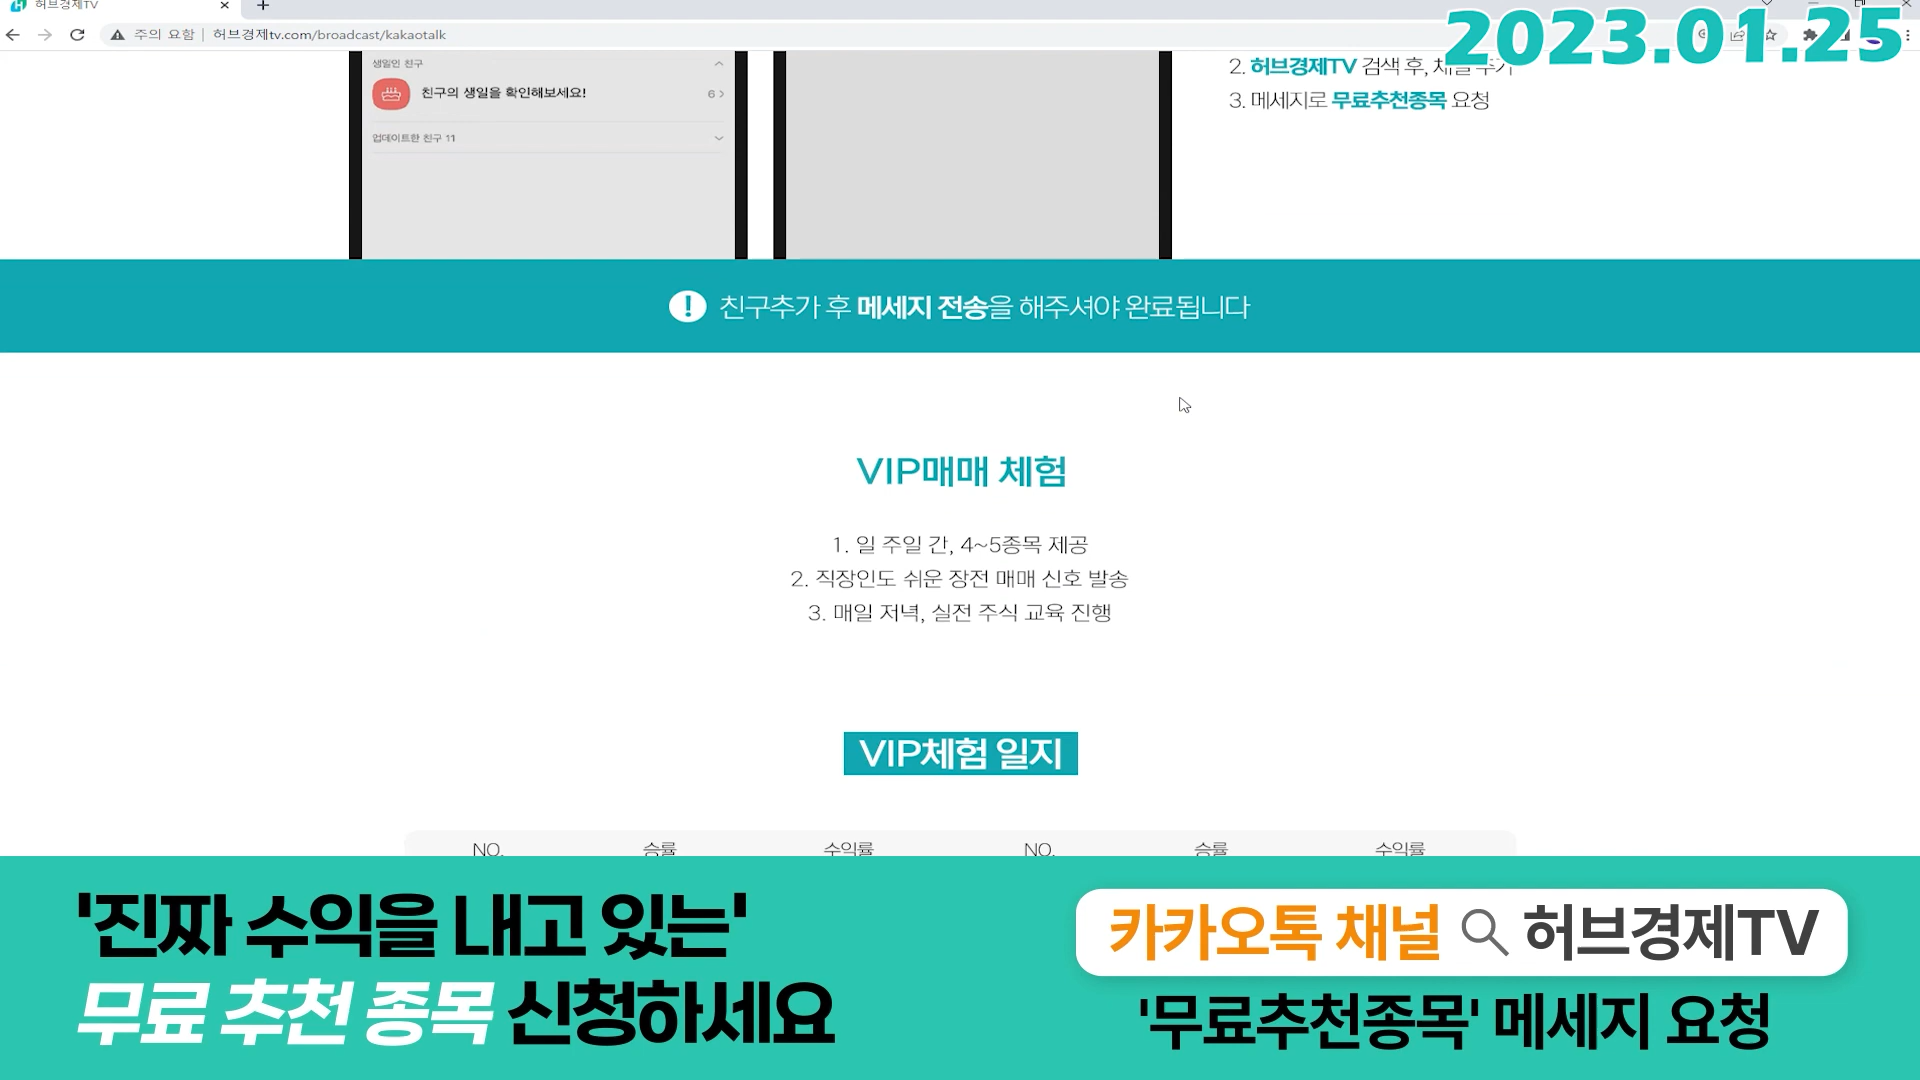 허브경제TV
2023.01.25
주의 요함 | 허브경제tv.com/broadcast/kakaotalk
생일인 친구
친구의 생일을 확인해보세요!
6
업데이트한 친구 11
2. 허브경제TV 검색 후, 채널 추가
3. 메세지로 무료추천종목 요청
! 친구추가 후 메세지 전송을 해주셔야 완료됩니다
VIP매매 체험
1. 일 주일 간, 4~5종목 제공
2. 직장인도 쉬운 장전 매매 신호 발송
3. 매일 저녁, 실전 주식 교육 진행
VIP체험 일지
NO. 승률 수익률 NO. 승률 수익률
'진짜 수익을 내고 있는'
무료 추천 종목 신청하세요
카카오톡 채널 허브경제TV
'무료추천종목' 메세지 요청